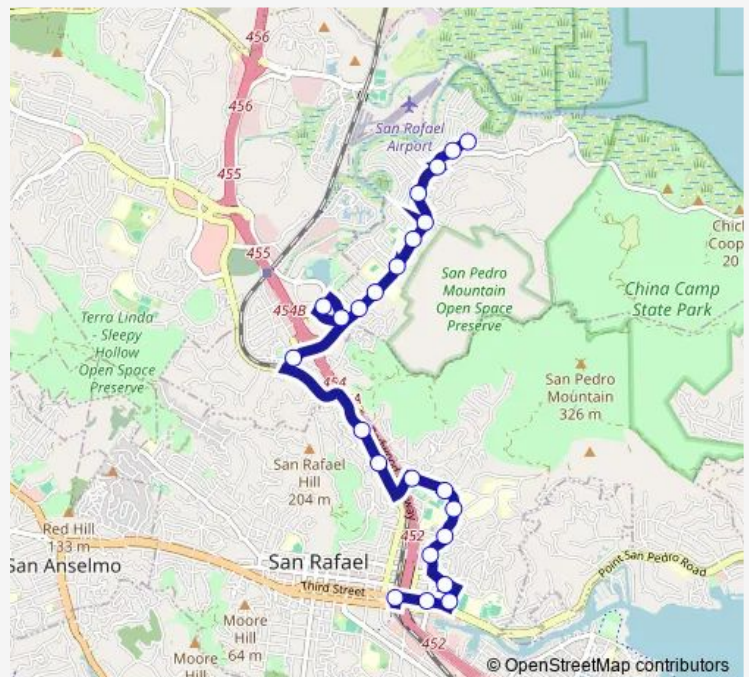 456
456
455
San Rafael
Airport
455
454B
San Pedro
Mountain
Open Space
Preserve
China Camp
State Park
20
Terra Linda
- Sleepy
Hollow
Open Space
Preserve
454
A
San Pedro
Mountain
326 m
San Rafael
Hill
204 m
way
452
Red Hill
133 m
San Anselmo
San Rafael
Third Street
Point San Pedro Road
Moore
Hill
64 m
Moore
Hill
452
© OpenStreetMap contributors